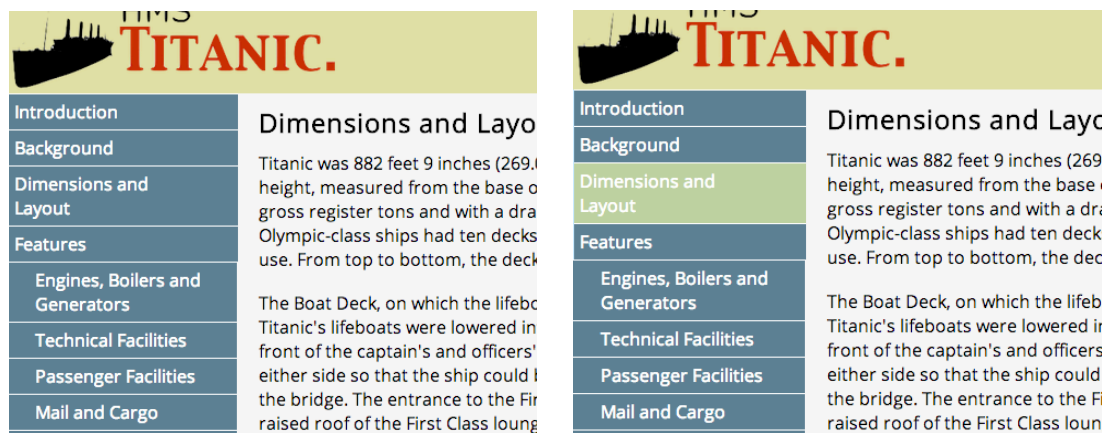 HMS
TITANIC.
Introduction
Background
Dimensions and
Layout
Features
Engines, Boilers and
Generators
Technical Facilities
Passenger Facilities
Mail and Cargo
Dimensions and Layo
Titanic was 882 feet 9 inches (269.
height, measured from the base o
gross register tons and with a dra
Olympic-class ships had ten decks
use. From top to bottom, the deck
The Boat Deck, on which the lifebo
Titanic's lifeboats were lowered in
front of the captain's and officers'
either side so that the ship could
the bridge. The entrance to the Fir
raised roof of the First Class loung
HMS
TITANIC.
Introduction
Background
Dimensions and
Layout
Features
Engines, Boilers and
Generators
Technical Facilities
Passenger Facilities
Mail and Cargo
Dimensions and Layo
Titanic was 882 feet 9 inches (269
height, measured from the base
gross register tons and with a dra
Olympic-class ships had ten deck
use. From top to bottom, the dec
The Boat Deck, on which the lifeb
Titanic's lifeboats were lowered in
front of the captain's and officers
either side so that the ship could
the bridge. The entrance to the Fi
raised roof of the First Class loun